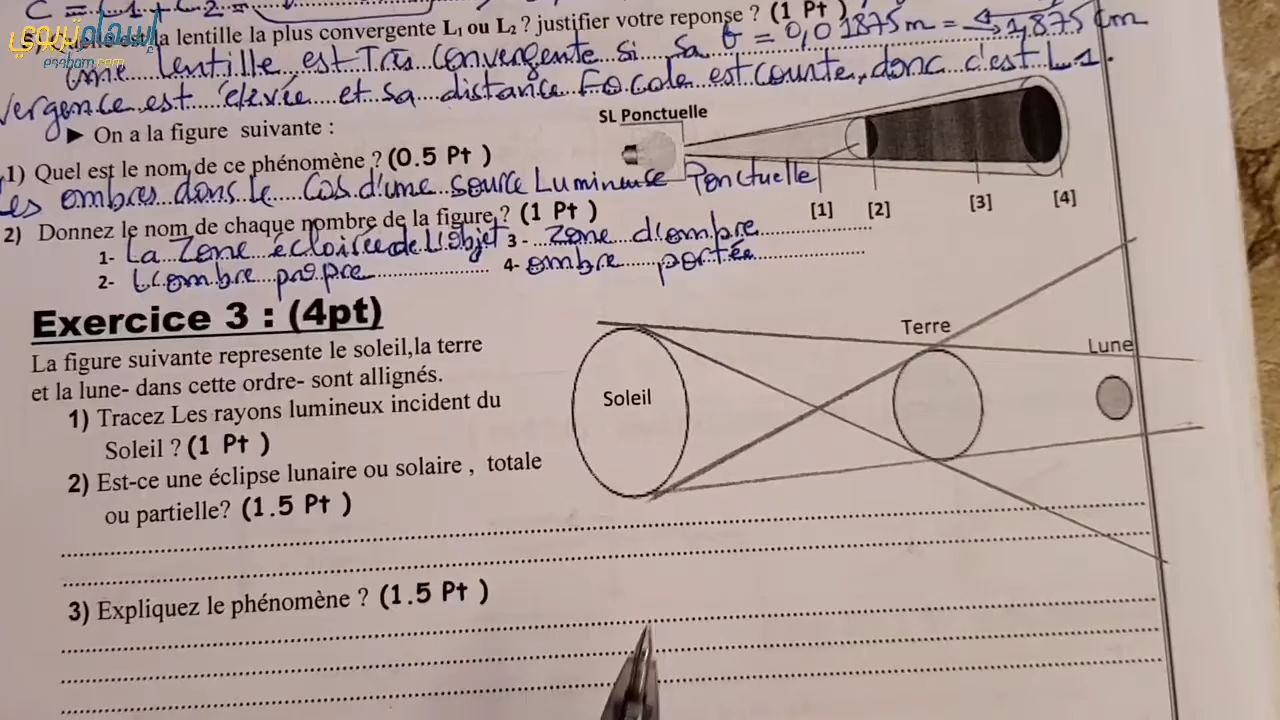 C = L1 + L2 =
est la lentille la plus convergente L₁ ou L₂ ? justifier votre reponse ? (1 Pt )
σ = 0,01875 m = 1,875 cm
une lentille est Très convergente si sa
vergence est élevée et sa distance Focale est courte, donc c'est L1.
إسهام تربوي
► On a la figure suivante :
SL Ponctuelle
1) Quel est le nom de ce phénomène ? (0.5 Pt )
Les ombres dans le Cas d'une source Lumineuse Ponctuelle
[1] [2] [3] [4]
2) Donnez le nom de chaque nombre de la figure ? (1 Pt )
1- La Zone éclairée de L'objet 3 - Zone d'ombre
2- L'ombre propre 4- ombre portée
Exercice 3 : (4pt)
La figure suivante represente le soleil,la terre
et la lune- dans cette ordre- sont allignés.
Terre
Lune
Soleil
1) Tracez Les rayons lumineux incident du
Soleil ? (1 Pt )
2) Est-ce une éclipse lunaire ou solaire , totale
ou partielle? (1.5 Pt )
3) Expliquez le phénomène ? (1.5 Pt )